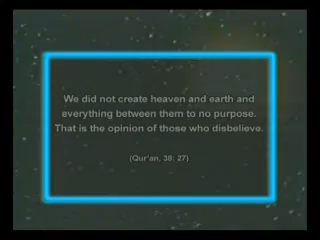 We did not create heaven and earth and
everything between them to no purpose.
That is the opinion of those who disbelieve.
(Qur'an, 38: 27)